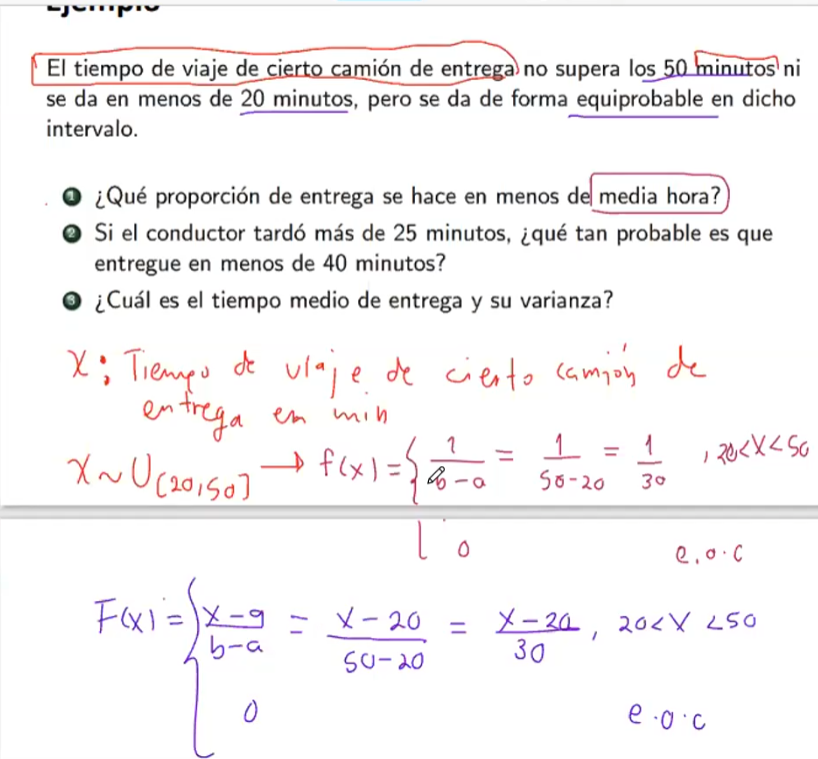 Ejemplo
El tiempo de viaje de cierto camión de entrega no supera los 50 minutos ni
se da en menos de 20 minutos, pero se da de forma equiprobable en dicho
intervalo.
1 ¿Qué proporción de entrega se hace en menos de media hora?
2 Si el conductor tardó más de 25 minutos, ¿qué tan probable es que
entregue en menos de 40 minutos?
3 ¿Cuál es el tiempo medio de entrega y su varianza?
X: Tiempo de viaje de cierto camión de
entrega en min
X~U[20,50] → f(x) = { 1/(b-a) = 1/(50-20) = 1/30 , 20<X<50
0 e.o.c
F(x) = { (x-a)/(b-a) = (x-20)/(50-20) = (x-20)/30 , 20<X<50
0 e.o.c